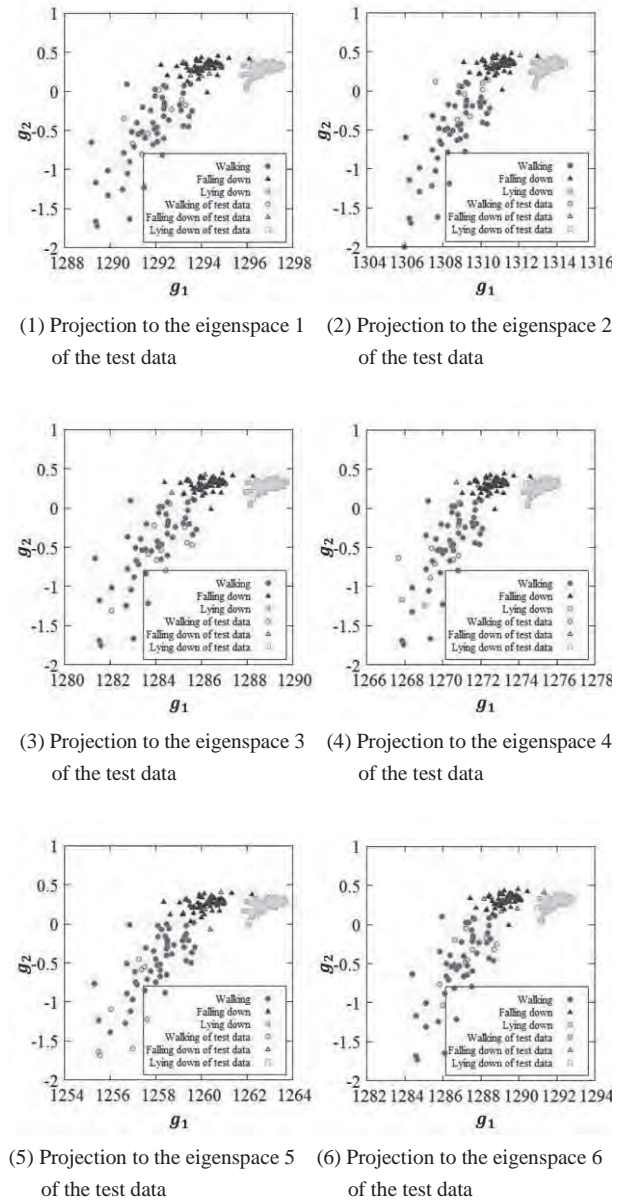 1
0.5
0
-0.5
-1
-1.5
-2
g2
Walking
Falling down
Lying down
Walking of test data
Falling down of test data
Lying down of test data
1288 1290 1292 1294 1296 1298
g1
(1) Projection to the eigenspace 1
of the test data
1
0.5
0
-0.5
-1
-1.5
-2
g2
Walking
Falling down
Lying down
Walking of test data
Falling down of test data
Lying down of test data
1304 1306 1308 1310 1312 1314 1316
g1
(2) Projection to the eigenspace 2
of the test data
1
0.5
0
-0.5
-1
-1.5
-2
g2
Walking
Falling down
Lying down
Walking of test data
Falling down of test data
Lying down of test data
1280 1282 1284 1286 1288 1290
g1
(3) Projection to the eigenspace 3
of the test data
1
0.5
0
-0.5
-1
-1.5
-2
g2
Walking
Falling down
Lying down
Walking of test data
Falling down of test data
Lying down of test data
1266 1268 1270 1272 1274 1276 1278
g1
(4) Projection to the eigenspace 4
of the test data
1
0.5
0
-0.5
-1
-1.5
-2
g2
Walking
Falling down
Lying down
Walking of test data
Falling down of test data
Lying down of test data
1254 1256 1258 1260 1262 1264
g1
(5) Projection to the eigenspace 5
of the test data
1
0.5
0
-0.5
-1
-1.5
-2
g2
Walking
Falling down
Lying down
Walking of test data
Falling down of test data
Lying down of test data
1282 1284 1286 1288 1290 1292 1294
g1
(6) Projection to the eigenspace 6
of the test data